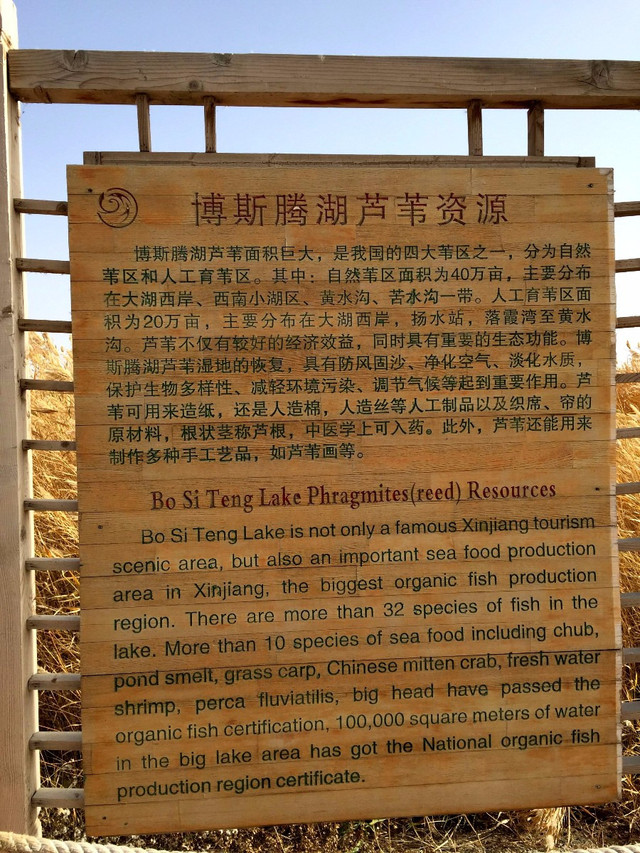 博斯腾湖芦苇资源
博斯腾湖芦苇面积巨大，是我国的四大苇区之一，分为自然
苇区和人工育苇区。其中：自然苇区面积为40万亩，主要分布
在大湖西岸、西南小湖区、黄水沟、苦水沟一带。人工育苇区面
积为20万亩，主要分布在大湖西岸，扬水站，落霞湾至黄水
沟。芦苇不仅有较好的经济效益，同时具有重要的生态功能。博
斯腾湖芦苇湿地的恢复，具有防风固沙、净化空气、淡化水质，
保护生物多样性、减轻环境污染、调节气候等起到重要作用。芦
苇可用来造纸，还是人造棉，人造丝等人工制品以及织席、帘的
原材料，根状茎称芦根，中医学上可入药。此外，芦苇还能用来
制作多种手工艺品，如芦苇画等。
Bo Si Teng Lake Phragmites(reed) Resources
Bo Si Teng Lake is not only a famous Xinjiang tourism
scenic area, but also an important sea food production
area in Xinjiang, the biggest organic fish production
region. There are more than 32 species of fish in the
lake. More than 10 species of sea food including chub,
pond smelt, grass carp, Chinese mitten crab, fresh water
shrimp, perca fluviatilis, big head have passed the
organic fish certification, 100,000 square meters of water
in the big lake area has got the National organic fish
production region certificate.